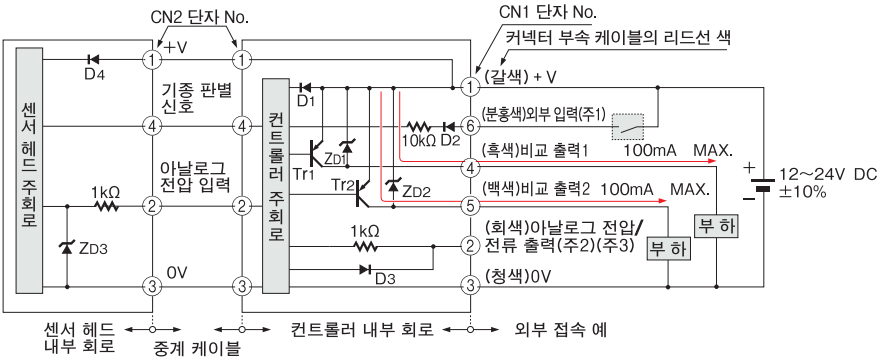 CN2 단자 No.
CN1 단자 No.
커넥터 부속 케이블의 리드선 색
+V
1
1
D4
기종 판별
신호
4
4
아날로그
전압 입력
1kΩ
2
2
ZD3
0V
3
3
센서 헤드 주회로
컨트롤러 주회로
D1
1
(갈색) + V
10kΩ
D2
6
(분홍색)외부 입력(주1)
Tr1
ZD1
4
(흑색)비교 출력1 100mA MAX.
Tr2
ZD2
5
(백색)비교 출력2 100mA MAX.
1kΩ
2
(회색)아날로그 전압/
전류 출력(주2)(주3)
D3
3
(청색)0V
부 하
부 하
+
−
12~24V DC
±10%
센서 헤드
내부 회로
중계 케이블
컨트롤러 내부 회로
외부 접속 예